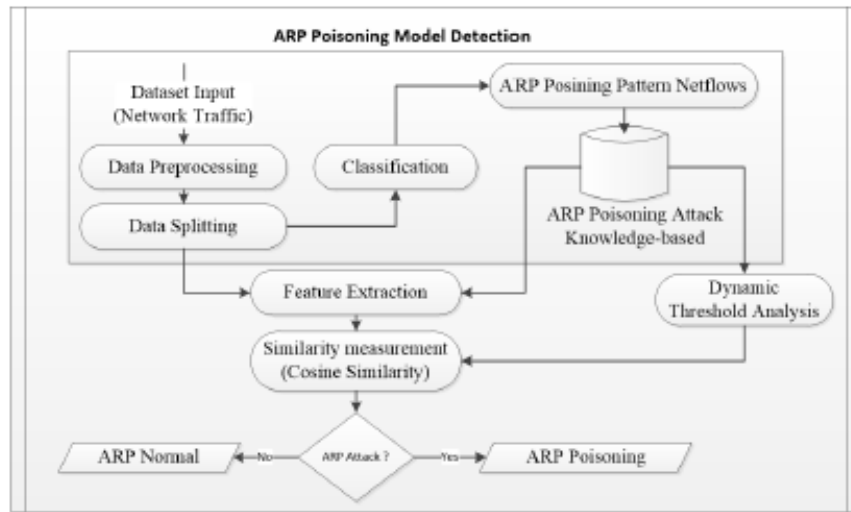 ARP Poisoning Model Detection
Dataset Input
(Network Traffic)
ARP Posining Pattern Netflows
Data Preprocessing
Classification
Data Splitting
ARP Poisoning Attack
Knowledge-based
Feature Extraction
Dynamic
Threshold Analysis
Similarity measurement
(Cosine Similarity)
ARP Normal
No
ARP Attack ?
Yes
ARP Poisoning